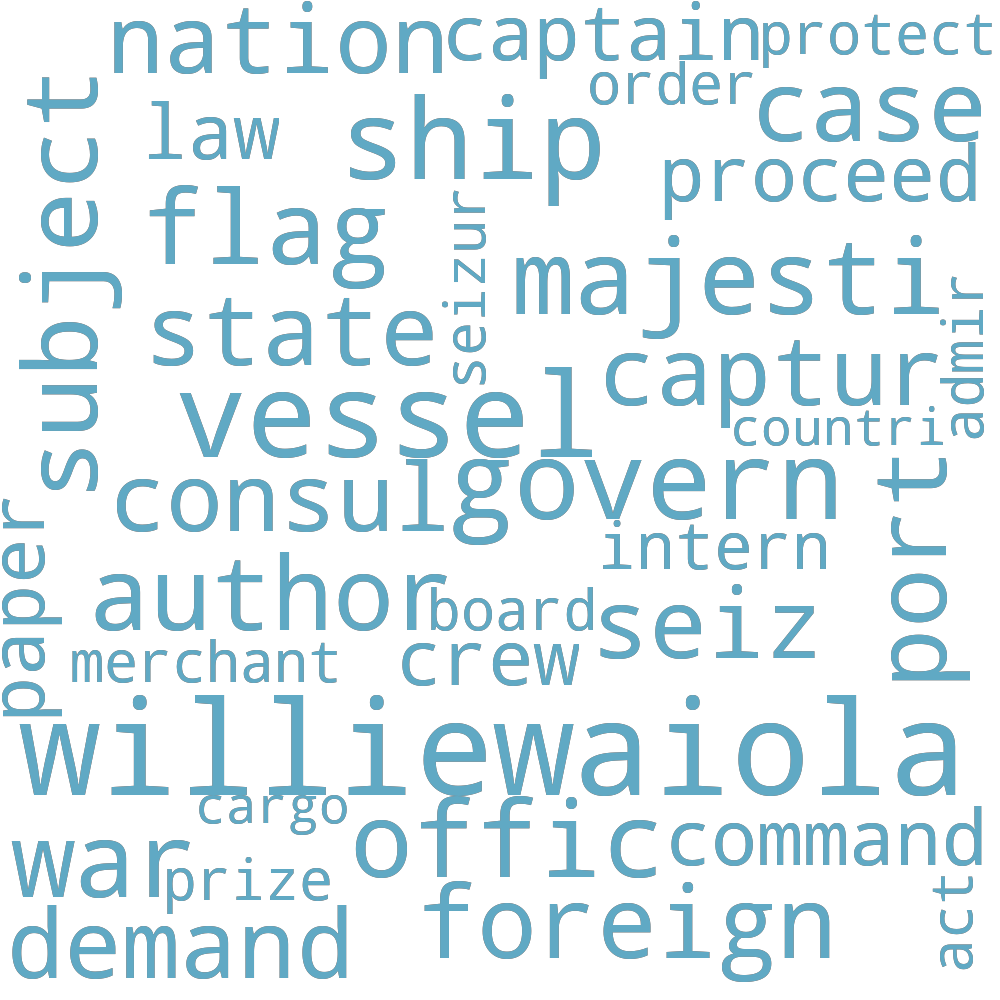 nation
captain
protect
order
case
law
ship
proceed
subject
flag
seizur
majesti
admir
state
captur
vessel
countri
consul
govern
port
paper
intern
author
board
seiz
merchant
crew
williewaiola
cargo
offic
command
war
prize
act
demand
foreign